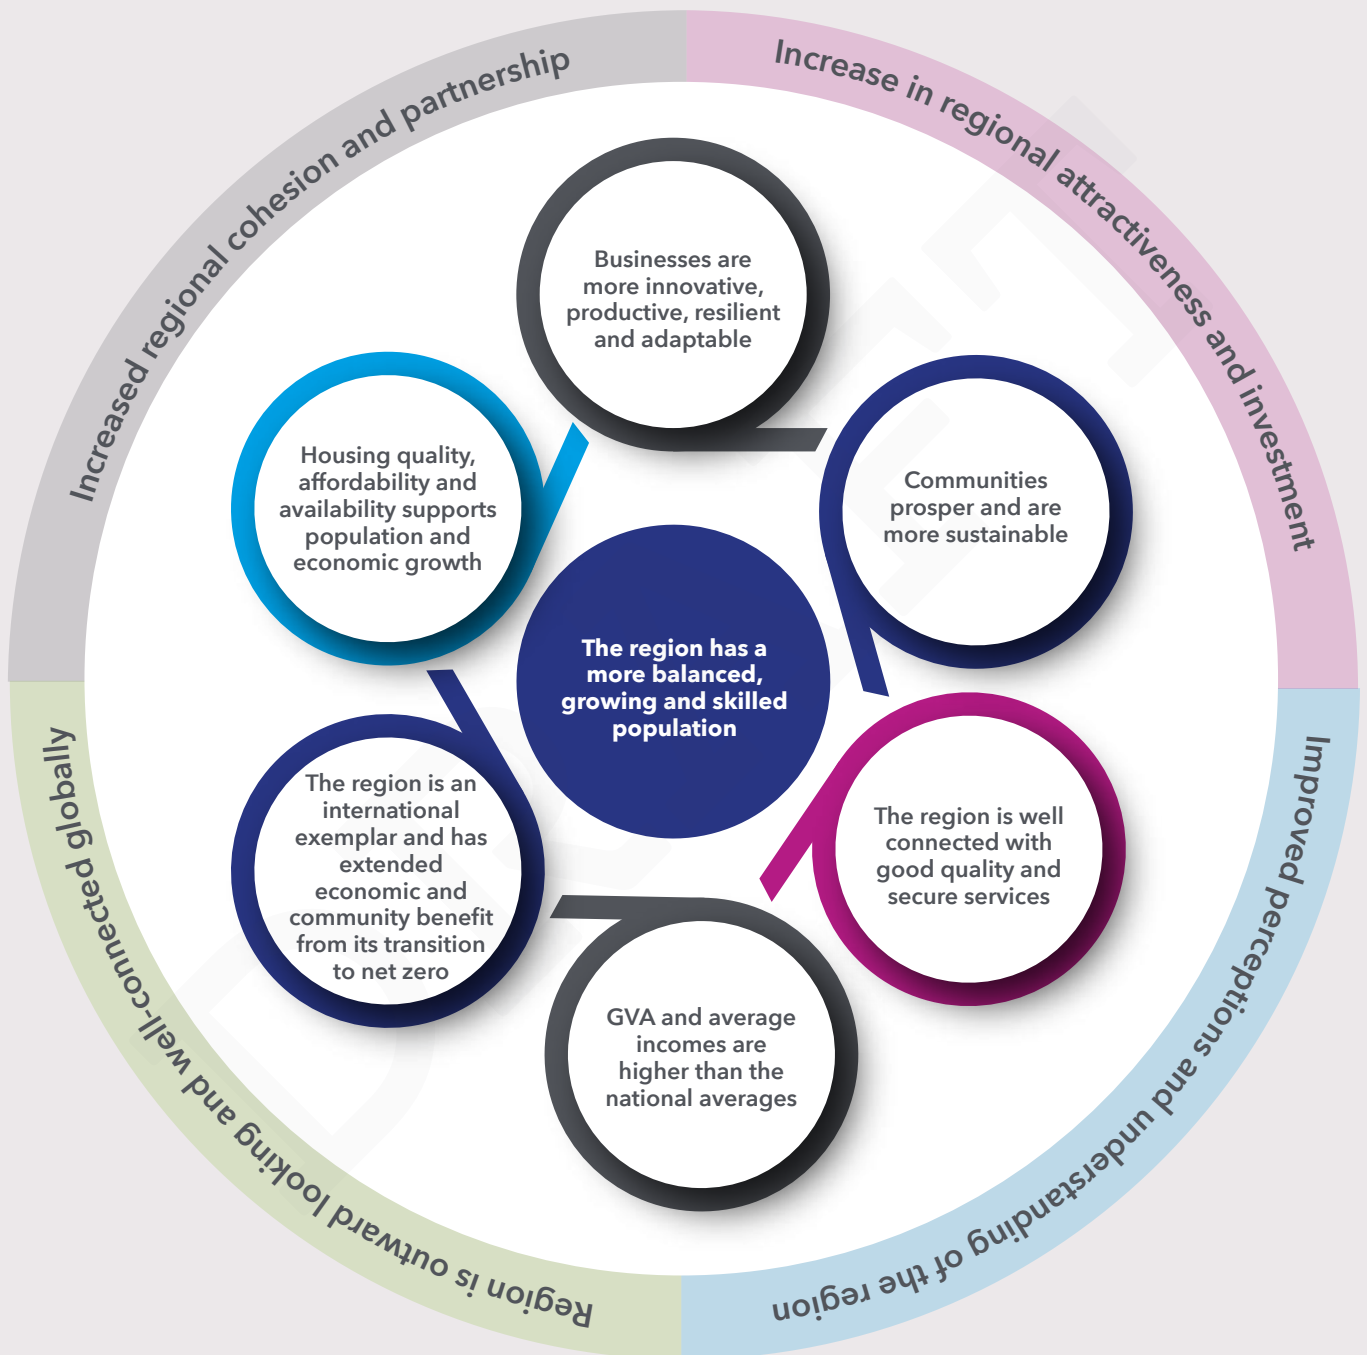 Increased regional cohesion and partnership
Increase in regional attractiveness and investment
Improved perceptions and understanding of the region
Region is outward looking and well-connected globally
Businesses are
more innovative,
productive, resilient
and adaptable
Communities
prosper and are
more sustainable
The region is well
connected with
good quality and
secure services
GVA and average
incomes are
higher than the
national averages
The region is an
international
exemplar and has
extended
economic and
community benefit
from its transition
to net zero
Housing quality,
affordability and
availability supports
population and
economic growth
The region has a
more balanced,
growing and skilled
population